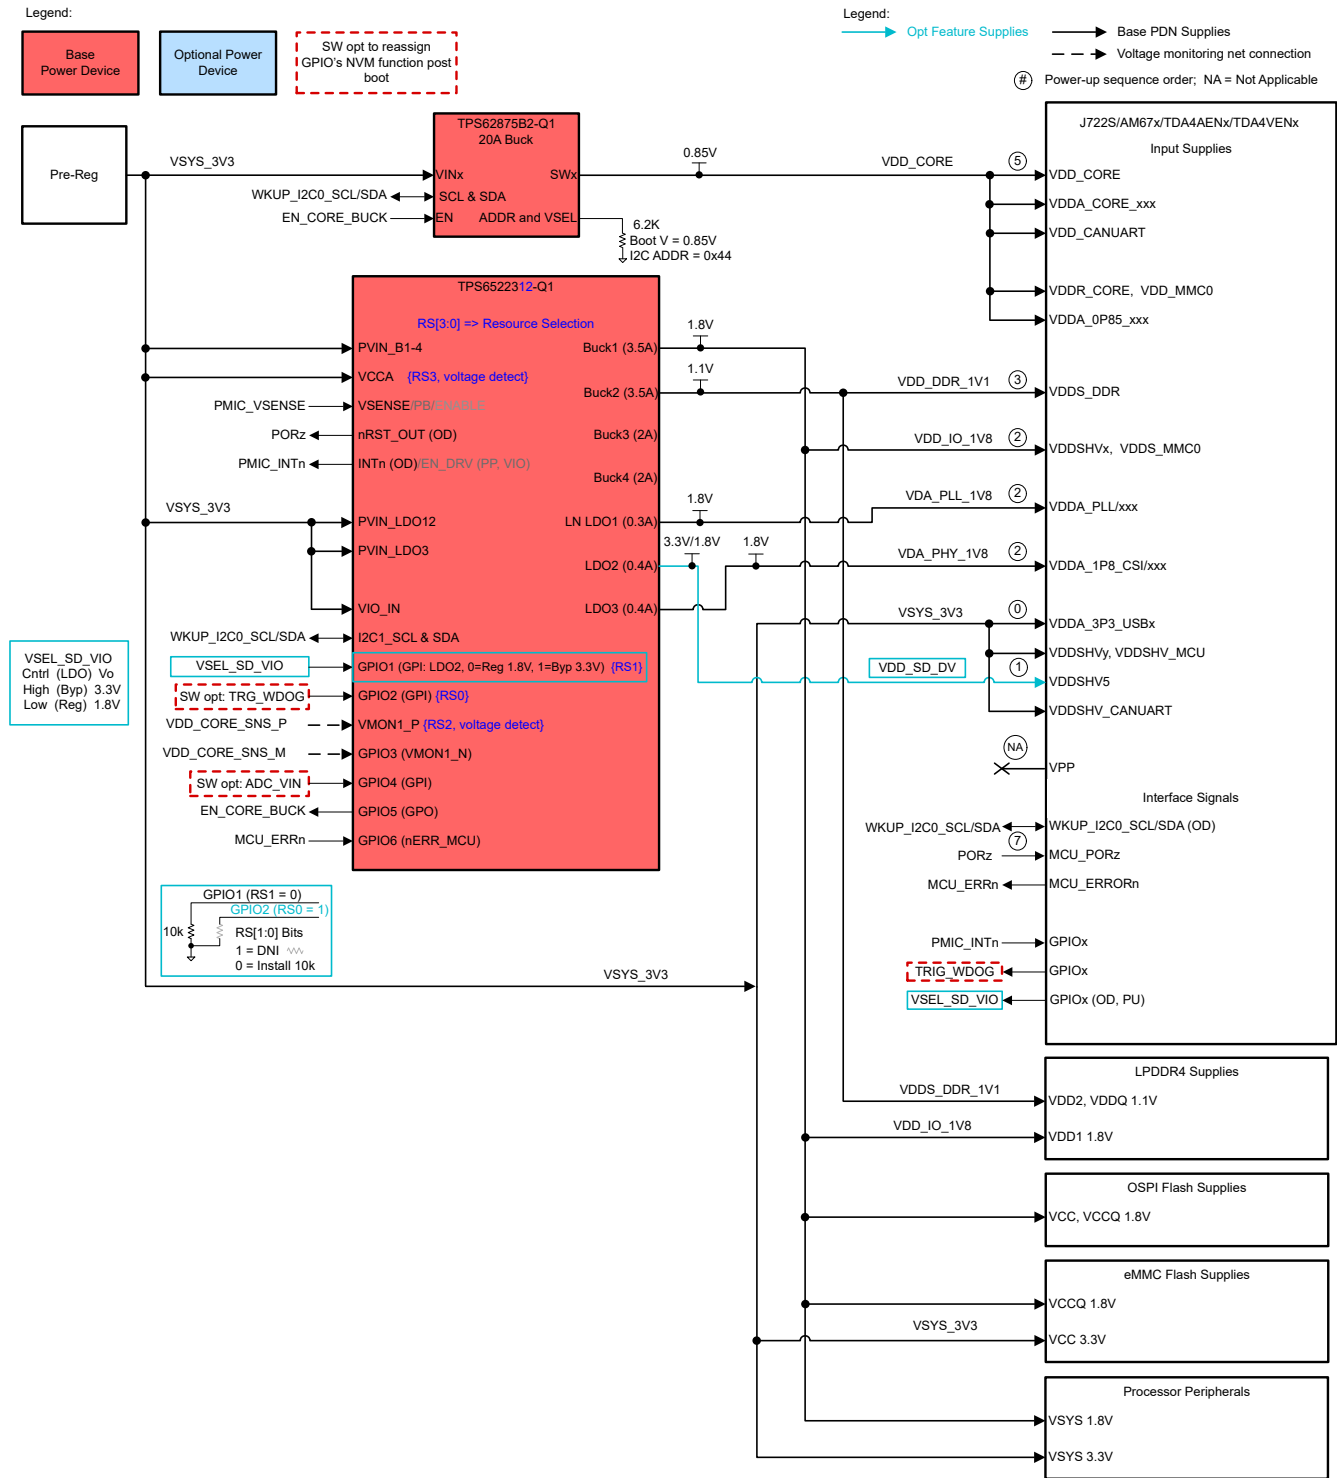 Legend:
Base
Power Device
Optional Power
Device
SW opt to reassign
GPIO's NVM function post
boot
Legend:
Opt Feature Supplies
Base PDN Supplies
Voltage monitoring net connection
# Power-up sequence order; NA = Not Applicable
Pre-Reg
VSYS_3V3
TPS62875B2-Q1
20A Buck
VINx
SWx
WKUP_I2C0_SCL/SDA
SCL & SDA
EN_CORE_BUCK
EN
ADDR and VSEL
6.2K
Boot V = 0.85V
I2C ADDR = 0x44
0.85V
VDD_CORE
5
J722S/AM67x/TDA4AENx/TDA4VENx
Input Supplies
VDD_CORE
VDDA_CORE_xxx
VDD_CANUART
VDDR_CORE, VDD_MMC0
VDDA_0P85_xxx
TPS6522312-Q1
RS[3:0] => Resource Selection
PVIN_B1-4
Buck1 (3.5A)
1.8V
VCCA {RS3, voltage detect}
1.1V
Buck2 (3.5A)
VDD_DDR_1V1
3
VDDS_DDR
PMIC_VSENSE
VSENSE/PB/ENABLE
PORz
nRST_OUT (OD)
Buck3 (2A)
VDD_IO_1V8
2
VDDSHVx, VDDS_MMC0
PMIC_INTn
INTn (OD)/EN_DRV (PP, VIO)
Buck4 (2A)
VSYS_3V3
1.8V
VDA_PLL_1V8
2
VDDA_PLL/xxx
PVIN_LDO12
LN LDO1 (0.3A)
PVIN_LDO3
3.3V/1.8V
1.8V
LDO2 (0.4A)
VDA_PHY_1V8
2
VDDA_1P8_CSI/xxx
VIO_IN
LDO3 (0.4A)
VSYS_3V3
0
VDDA_3P3_USBx
WKUP_I2C0_SCL/SDA
I2C1_SCL & SDA
VDDSHVy, VDDSHV_MCU
VSEL_SD_VIO
Cntrl (LDO) Vo
High (Byp) 3.3V
Low (Reg) 1.8V
VSEL_SD_VIO
GPIO1 (GPI: LDO2, 0=Reg 1.8V, 1=Byp 3.3V) {RS1}
VDD_SD_DV
1
VDDSHV5
SW opt: TRG_WDOG
GPIO2 (GPI) {RS0}
VDDSHV_CANUART
VDD_CORE_SNS_P
VMON1_P {RS2, voltage detect}
VDD_CORE_SNS_M
GPIO3 (VMON1_N)
NA
VPP
SW opt: ADC_VIN
GPIO4 (GPI)
EN_CORE_BUCK
GPIO5 (GPO)
Interface Signals
MCU_ERRn
GPIO6 (nERR_MCU)
WKUP_I2C0_SCL/SDA
WKUP_I2C0_SCL/SDA (OD)
PORz
7
MCU_PORz
MCU_ERRn
MCU_ERRORn
GPIO1 (RS1 = 0)
GPIO2 (RS0 = 1)
10k
RS[1:0] Bits
1 = DNI
0 = Install 10k
PMIC_INTn
GPIOx
VSYS_3V3
TRIG_WDOG
GPIOx
VSEL_SD_VIO
GPIOx (OD, PU)
LPDDR4 Supplies
VDDS_DDR_1V1
VDD2, VDDQ 1.1V
VDD_IO_1V8
VDD1 1.8V
OSPI Flash Supplies
VCC, VCCQ 1.8V
eMMC Flash Supplies
VCCQ 1.8V
VSYS_3V3
VCC 3.3V
Processor Peripherals
VSYS 1.8V
VSYS 3.3V